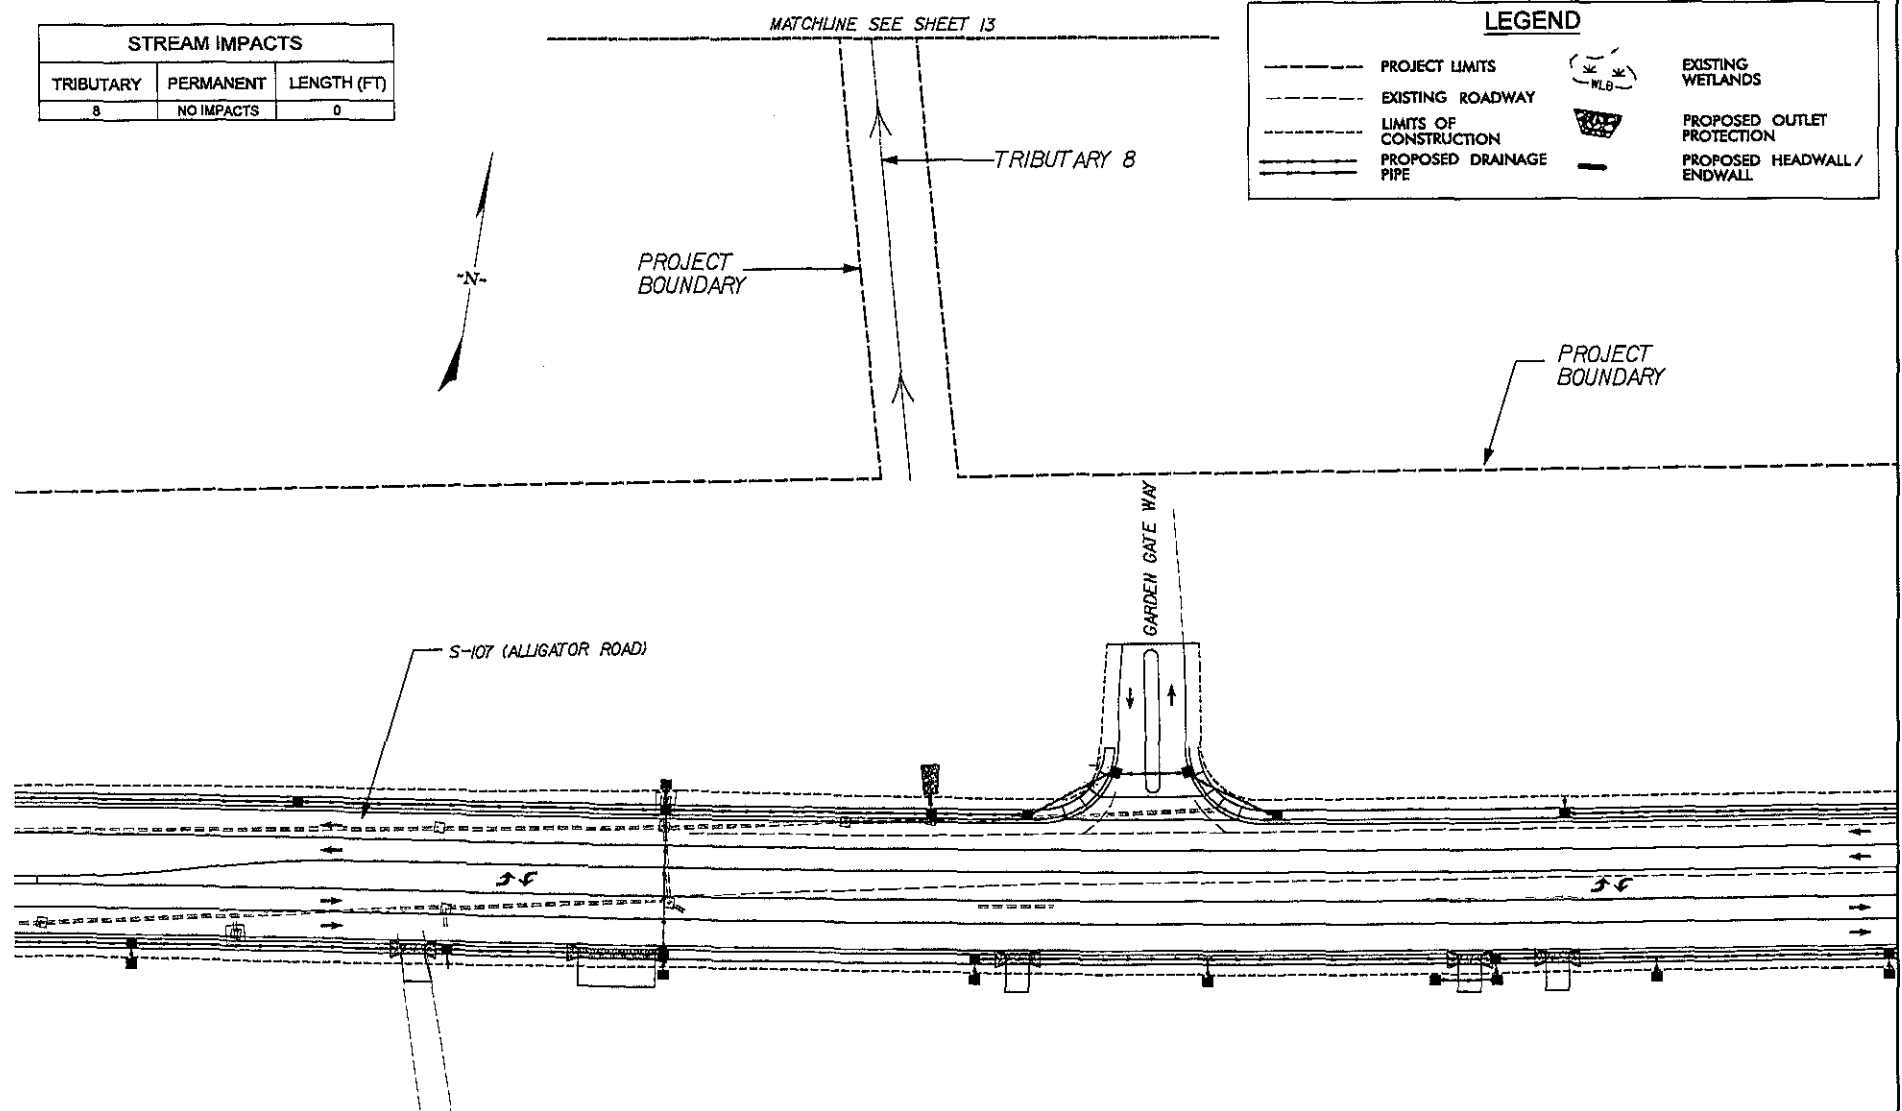 STREAM IMPACTS
TRIBUTARY PERMANENT LENGTH (FT)
8 NO IMPACTS 0
MATCHLINE SEE SHEET 13
LEGEND
PROJECT LIMITS
EXISTING ROADWAY
LIMITS OF
CONSTRUCTION
PROPOSED DRAINAGE
PIPE
WLB
EXISTING
WETLANDS
PROPOSED OUTLET
PROTECTION
PROPOSED HEADWALL /
ENDWALL
TRIBUTARY 8
-N-
PROJECT
BOUNDARY
PROJECT
BOUNDARY
GARDEN GATE WAY
S-107 (ALLIGATOR ROAD)